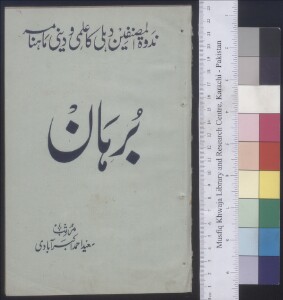 ندوۃ المصنفین دہلی کا علمی و دینی ماہنامہ
برہان
مرتب
سعید احمد اکبرآبادی
Musfiq Khwaja Library and Research Centre, Karachi - Pakistan